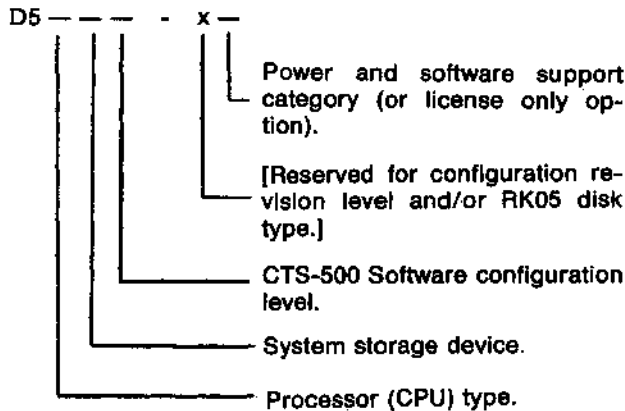 D5 — — — - x —
Power and software support
category (or license only op-
tion).
[Reserved for configuration re-
vision level and/or RK05 disk
type.]
CTS-500 Software configuration
level.
System storage device.
Processor (CPU) type.